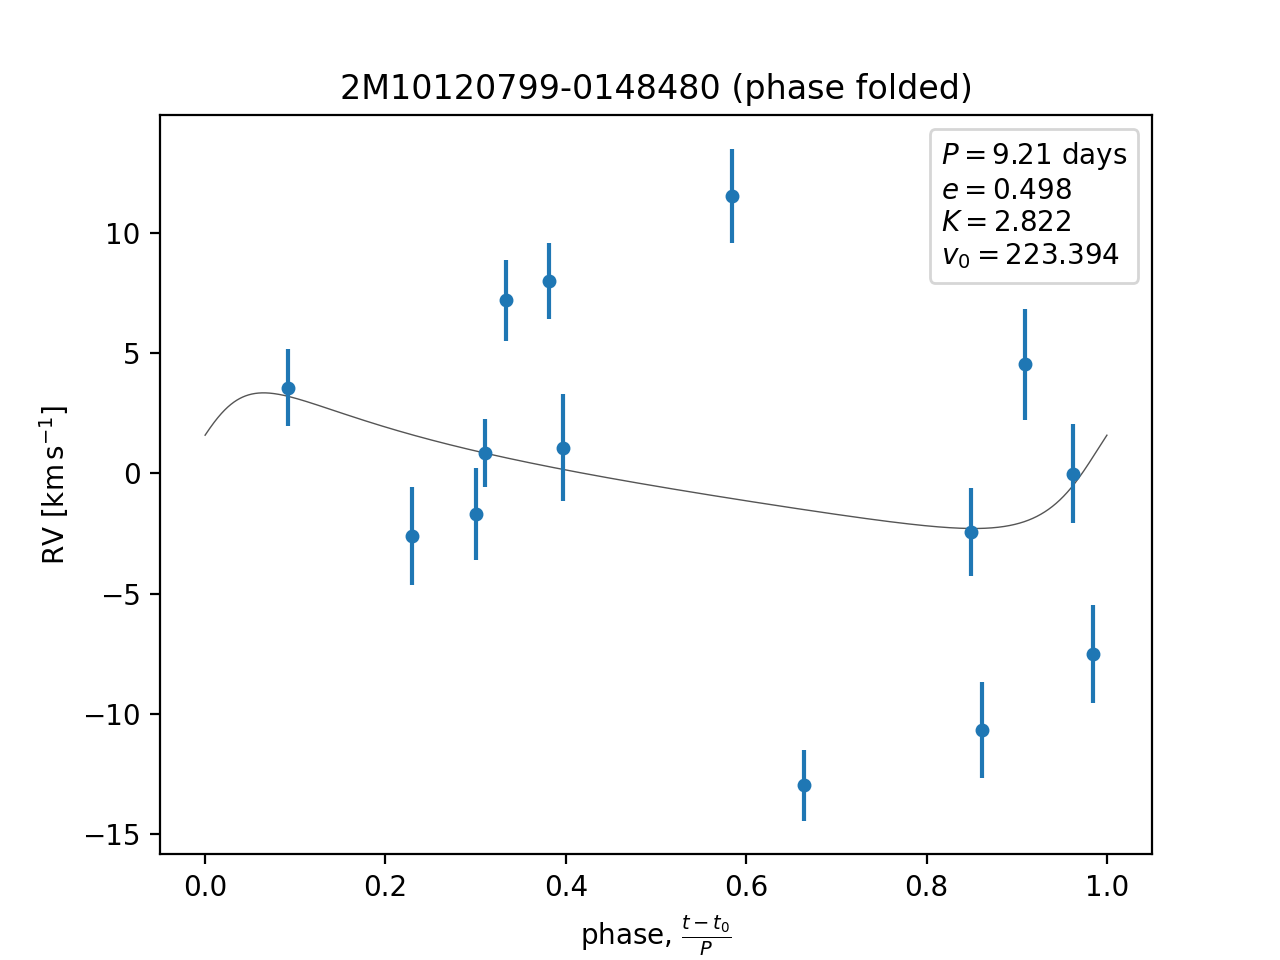 2M10120799-0148480 (phase folded)
P = 9.21 days
e = 0.498
K = 2.822
v₀ = 223.394
10
5
0
−5
−10
−15
RV [km s⁻¹]
0.0 0.2 0.4 0.6 0.8 1.0
phase, (t − t₀)/P